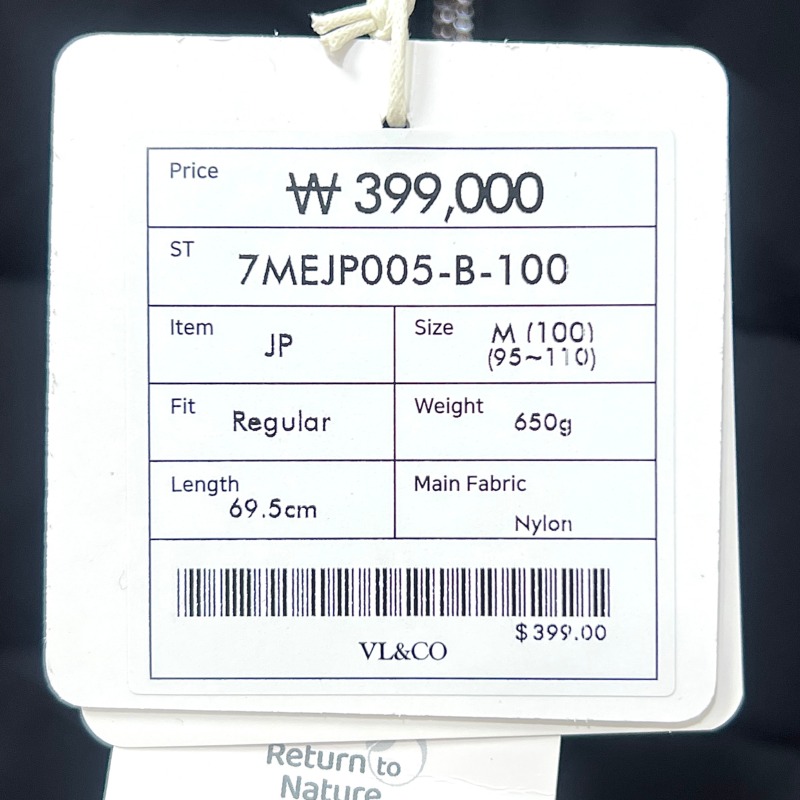 Price ₩ 399,000
ST 7MEJP005-B-100
Item JP
Size M (100)
(95~110)
Fit Regular
Weight 650g
Length 69.5cm
Main Fabric Nylon
$399.00
VL&CO
Return to
Nature